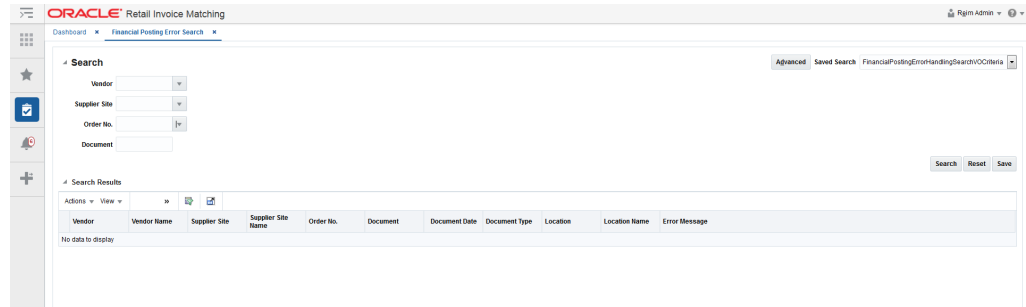 ORACLE® Retail Invoice Matching
Rgim Admin
Dashboard × Financial Posting Error Search ×
Search
Advanced Saved Search FinancialPostingErrorHandlingSearchVOCriteria
Vendor
Supplier Site
Order No.
Document
6
Search Reset Save
Search Results
Actions View »
Vendor Vendor Name Supplier Site Supplier Site Name Order No. Document Document Date Document Type Location Location Name Error Message
No data to display